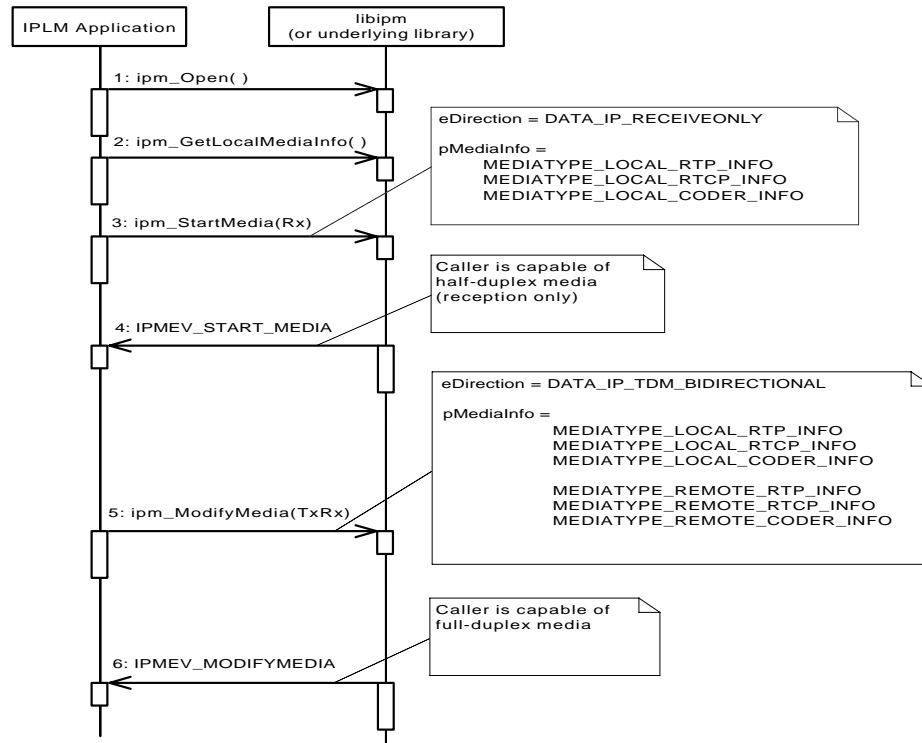 IPLM Application
libipm
(or underlying library)
1: ipm_Open( )
eDirection = DATA_IP_RECEIVEONLY
pMediaInfo =
MEDIATYPE_LOCAL_RTP_INFO
MEDIATYPE_LOCAL_RTCP_INFO
MEDIATYPE_LOCAL_CODER_INFO
2: ipm_GetLocalMediaInfo( )
3: ipm_StartMedia(Rx)
Caller is capable of
half-duplex media
(reception only)
4: IPMEV_START_MEDIA
eDirection = DATA_IP_TDM_BIDIRECTIONAL
pMediaInfo =
MEDIATYPE_LOCAL_RTP_INFO
MEDIATYPE_LOCAL_RTCP_INFO
MEDIATYPE_LOCAL_CODER_INFO
MEDIATYPE_REMOTE_RTP_INFO
MEDIATYPE_REMOTE_RTCP_INFO
MEDIATYPE_REMOTE_CODER_INFO
5: ipm_ModifyMedia(TxRx)
Caller is capable of
full-duplex media
6: IPMEV_MODIFYMEDIA